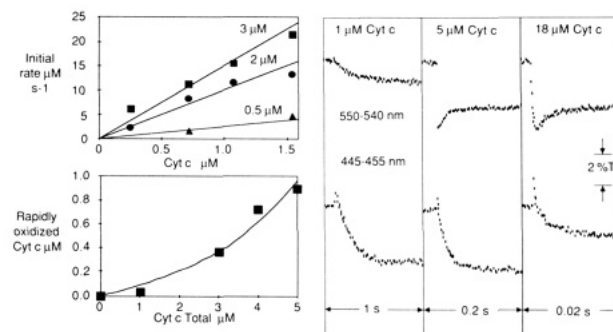 25
20
15
10
5
0
Initial
rate µM
s-1
3 µM
2 µM
0.5 µM
0.0
0.5
1.0
1.5
Cyt c µM
1.0
0.8
0.6
0.4
0.2
0.0
Rapidly
oxidized
Cyt c µM
0
1
2
3
4
5
Cyt c Total µM
1 µM Cyt c
5 µM Cyt c
18 µM Cyt c
550-540 nm
445-455 nm
2 %T
1 s
0.2 s
0.02 s